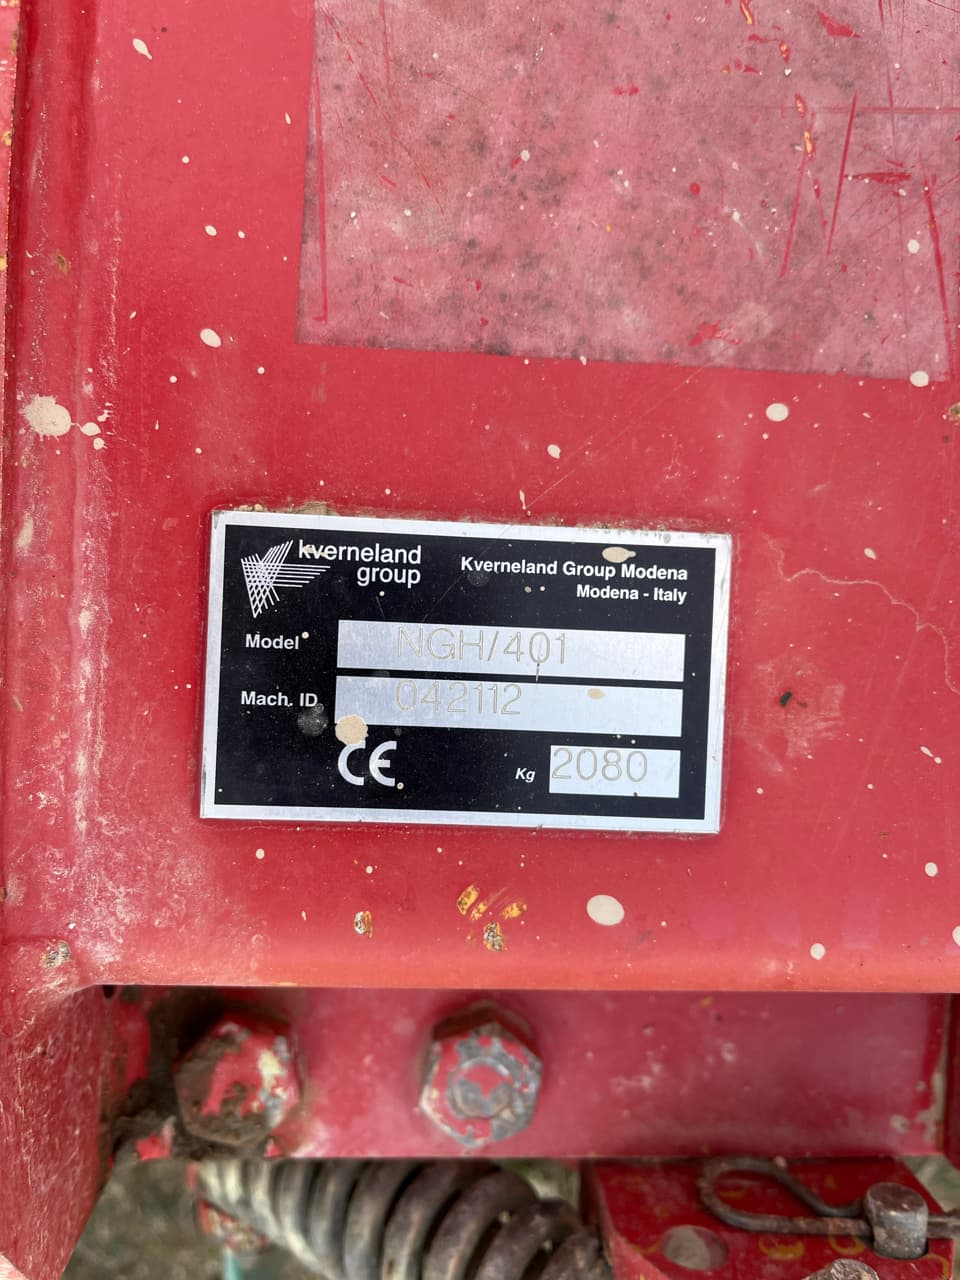 kverneland
group
Kverneland Group Modena
Modena - Italy
Model NGH/401
Mach. ID 042112
CE Kg 2080